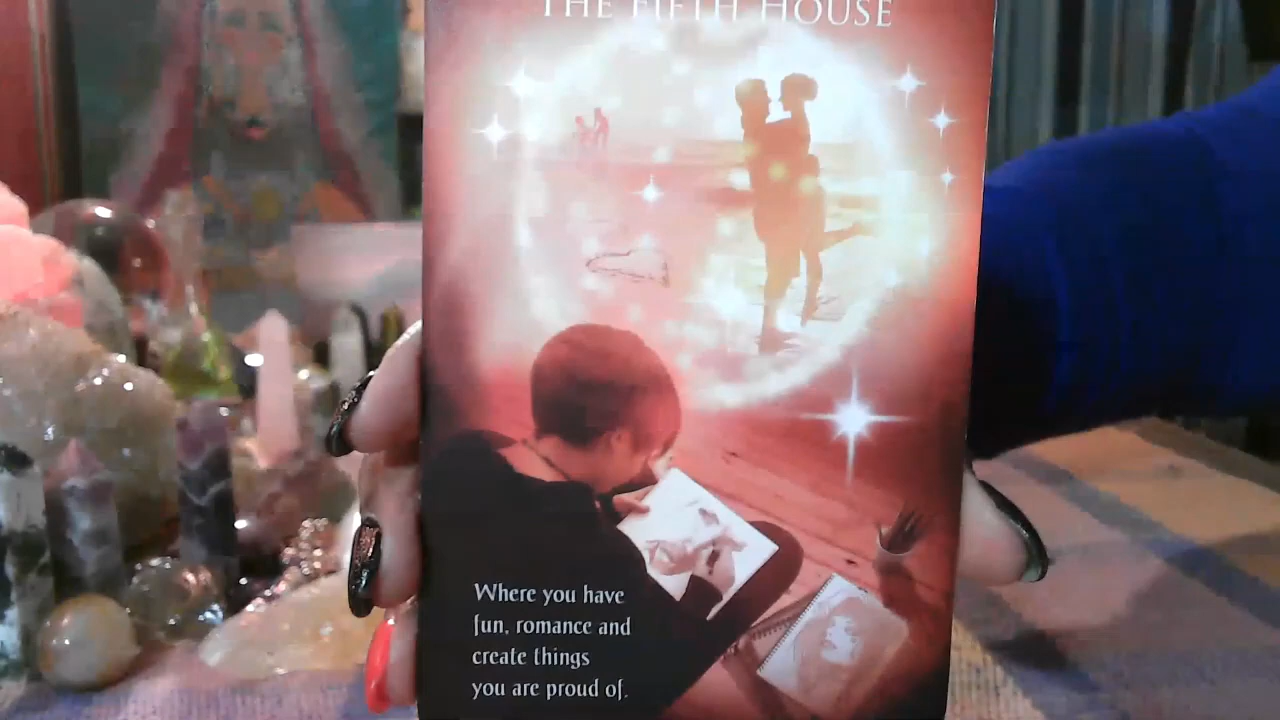 THE FIFTH HOUSE
Where you have
fun, romance and
create things
you are proud of.